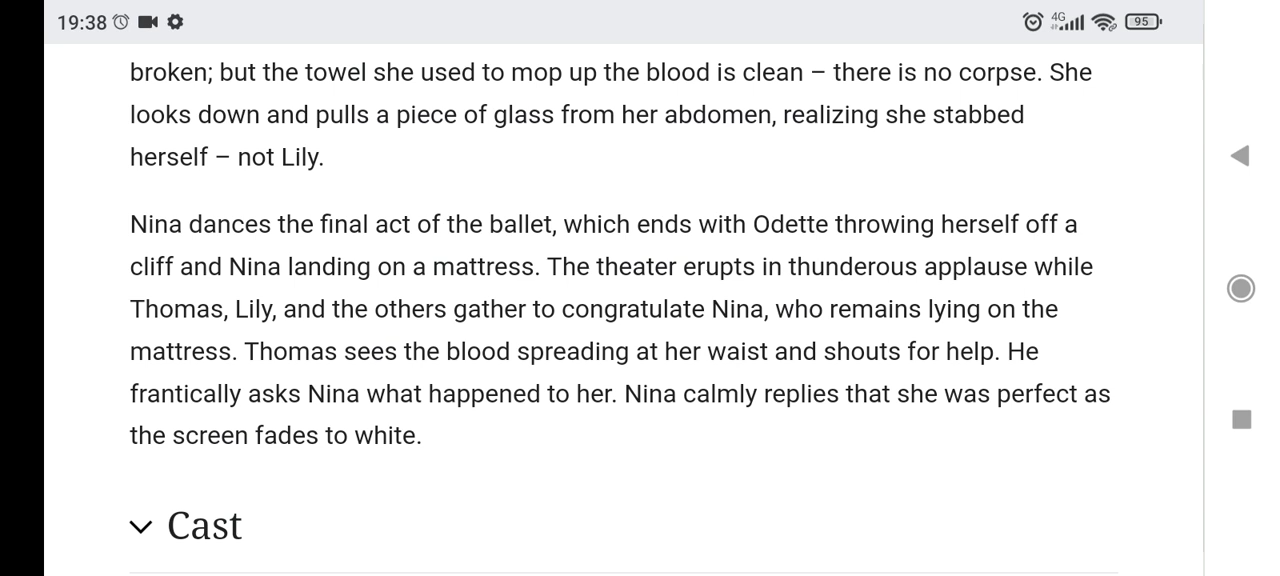 19:38
4G
95
broken; but the towel she used to mop up the blood is clean – there is no corpse. She
looks down and pulls a piece of glass from her abdomen, realizing she stabbed
herself – not Lily.
Nina dances the final act of the ballet, which ends with Odette throwing herself off a
cliff and Nina landing on a mattress. The theater erupts in thunderous applause while
Thomas, Lily, and the others gather to congratulate Nina, who remains lying on the
mattress. Thomas sees the blood spreading at her waist and shouts for help. He
frantically asks Nina what happened to her. Nina calmly replies that she was perfect as
the screen fades to white.
Cast